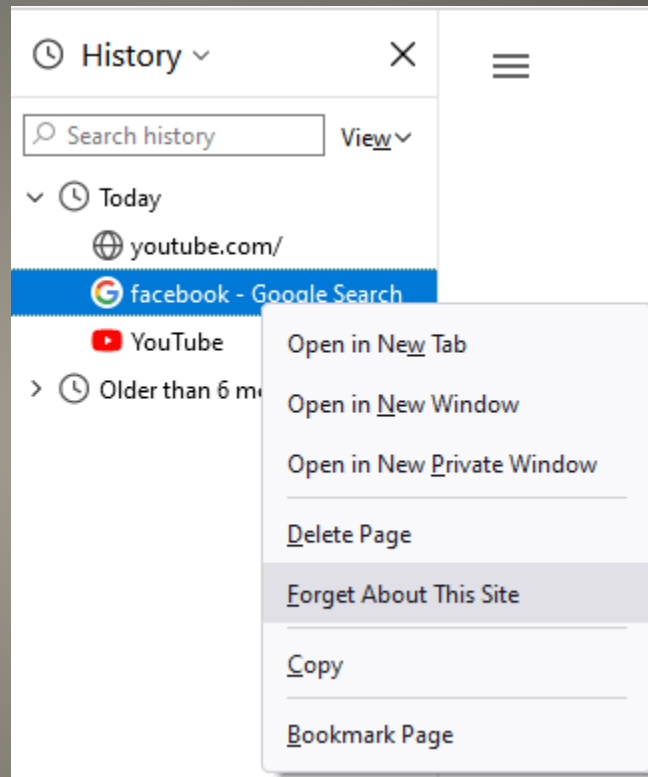 History
Search history
View
Today
youtube.com/
facebook - Google Search
YouTube
Older than 6 m
Open in New Tab
Open in New Window
Open in New Private Window
Delete Page
Forget About This Site
Copy
Bookmark Page